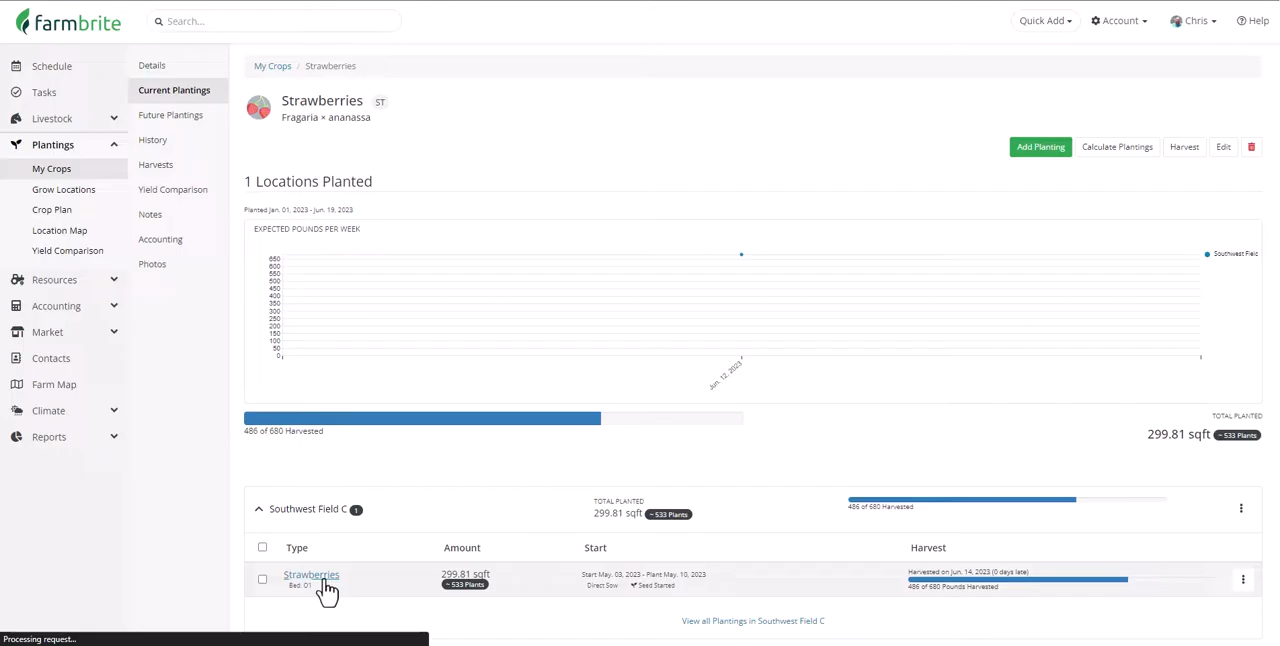 farmbrite
Search...
Quick Add
Account
Chris
Help
Schedule
Tasks
Livestock
Plantings
My Crops
Grow Locations
Crop Plan
Location Map
Yield Comparison
Resources
Accounting
Market
Contacts
Farm Map
Climate
Reports
Details
Current Plantings
Future Plantings
History
Harvests
Yield Comparison
Notes
Accounting
Photos
My Crops / Strawberries
Strawberries ST
Fragaria × ananassa
Add Planting Calculate Plantings Harvest Edit
1 Locations Planted
Planted Jan. 01, 2023 - Jun. 19, 2023
EXPECTED POUNDS PER WEEK
650
600
550
500
450
400
350
300
250
200
150
100
50
0
Jun. 12, 2023
Southwest Field
486 of 680 Harvested
TOTAL PLANTED
299.81 sqft ~ 533 Plants
Southwest Field C 1
TOTAL PLANTED
299.81 sqft ~ 533 Plants
486 of 680 Harvested
Type Amount Start Harvest
Strawberries
Bed: 01
299.81 sqft
~ 533 Plants
Start May. 03, 2023 - Plant May. 10, 2023
Direct Sow Seed Started
Harvested on Jun. 14, 2023 (0 days late)
486 of 680 Pounds Harvested
View all Plantings in Southwest Field C
Processing request...